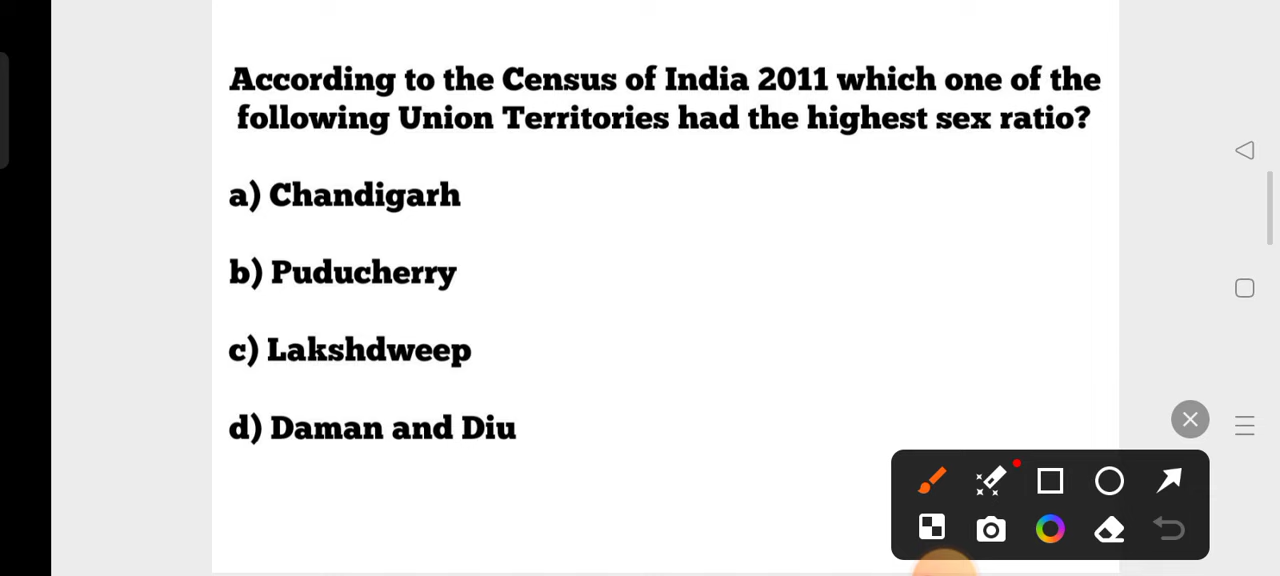 According to the Census of India 2011 which one of the
following Union Territories had the highest sex ratio?
a) Chandigarh
b) Puducherry
c) Lakshdweep
d) Daman and Diu